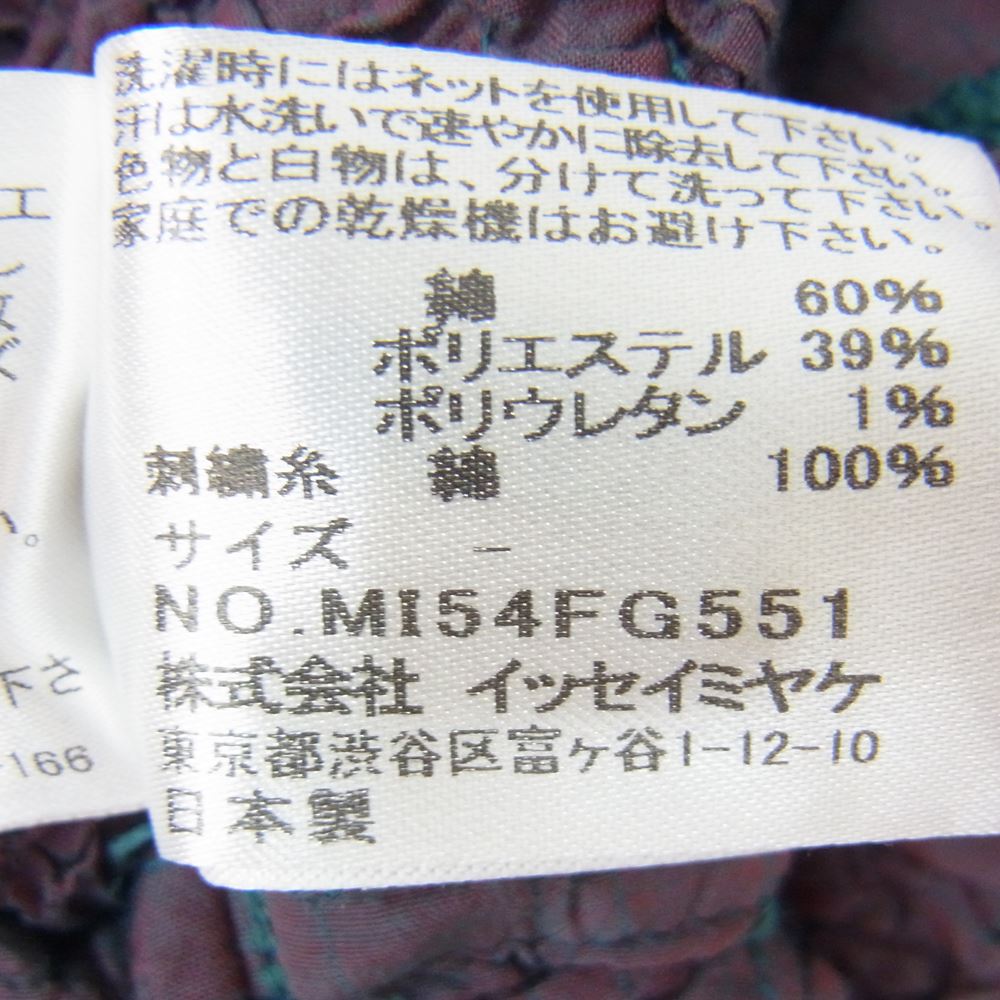 洗濯時にはネットを使用して下さい。
汗は水洗いで速やかに除去して下さい。
色物と白物は、分けて洗って下さい。
家庭での乾燥機はお避け下さい。
綿 60%
ポリエステル 39%
ポリウレタン 1%
刺繍糸 綿 100%
サイズ -
NO.MI54FG551
株式会社 イッセイミヤケ
東京都渋谷区富ヶ谷1-12-10
日本製
エ
い。
下さ
-166